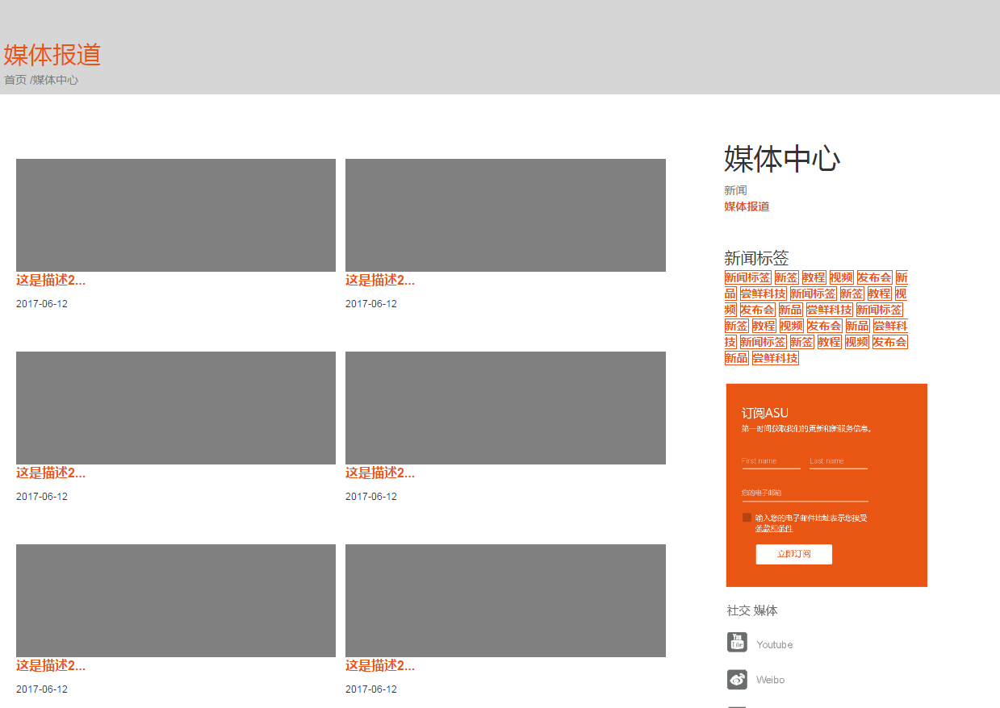 媒体报道
首页 /媒体中心
这是描述2...
2017-06-12
这是描述2...
2017-06-12
这是描述2...
2017-06-12
这是描述2...
2017-06-12
这是描述2...
2017-06-12
这是描述2...
2017-06-12
媒体中心
新闻
媒体报道
新闻标签
新闻标签 新签 教程 视频 发布会 新
品 尝鲜科技 新闻标签 新签 教程 视
频 发布会 新品 尝鲜科技 新闻标签
新签 教程 视频 发布会 新品 尝鲜科
技 新闻标签 新签 教程 视频 发布会
新品 尝鲜科技
订阅ASU
第一时间获取我们的更新和新服务信息。
First name Last name
您的电子邮箱
输入您的电子邮件地址表示您接受
条款和条件
立即订阅
社交 媒体
You
Tube
Youtube
Weibo